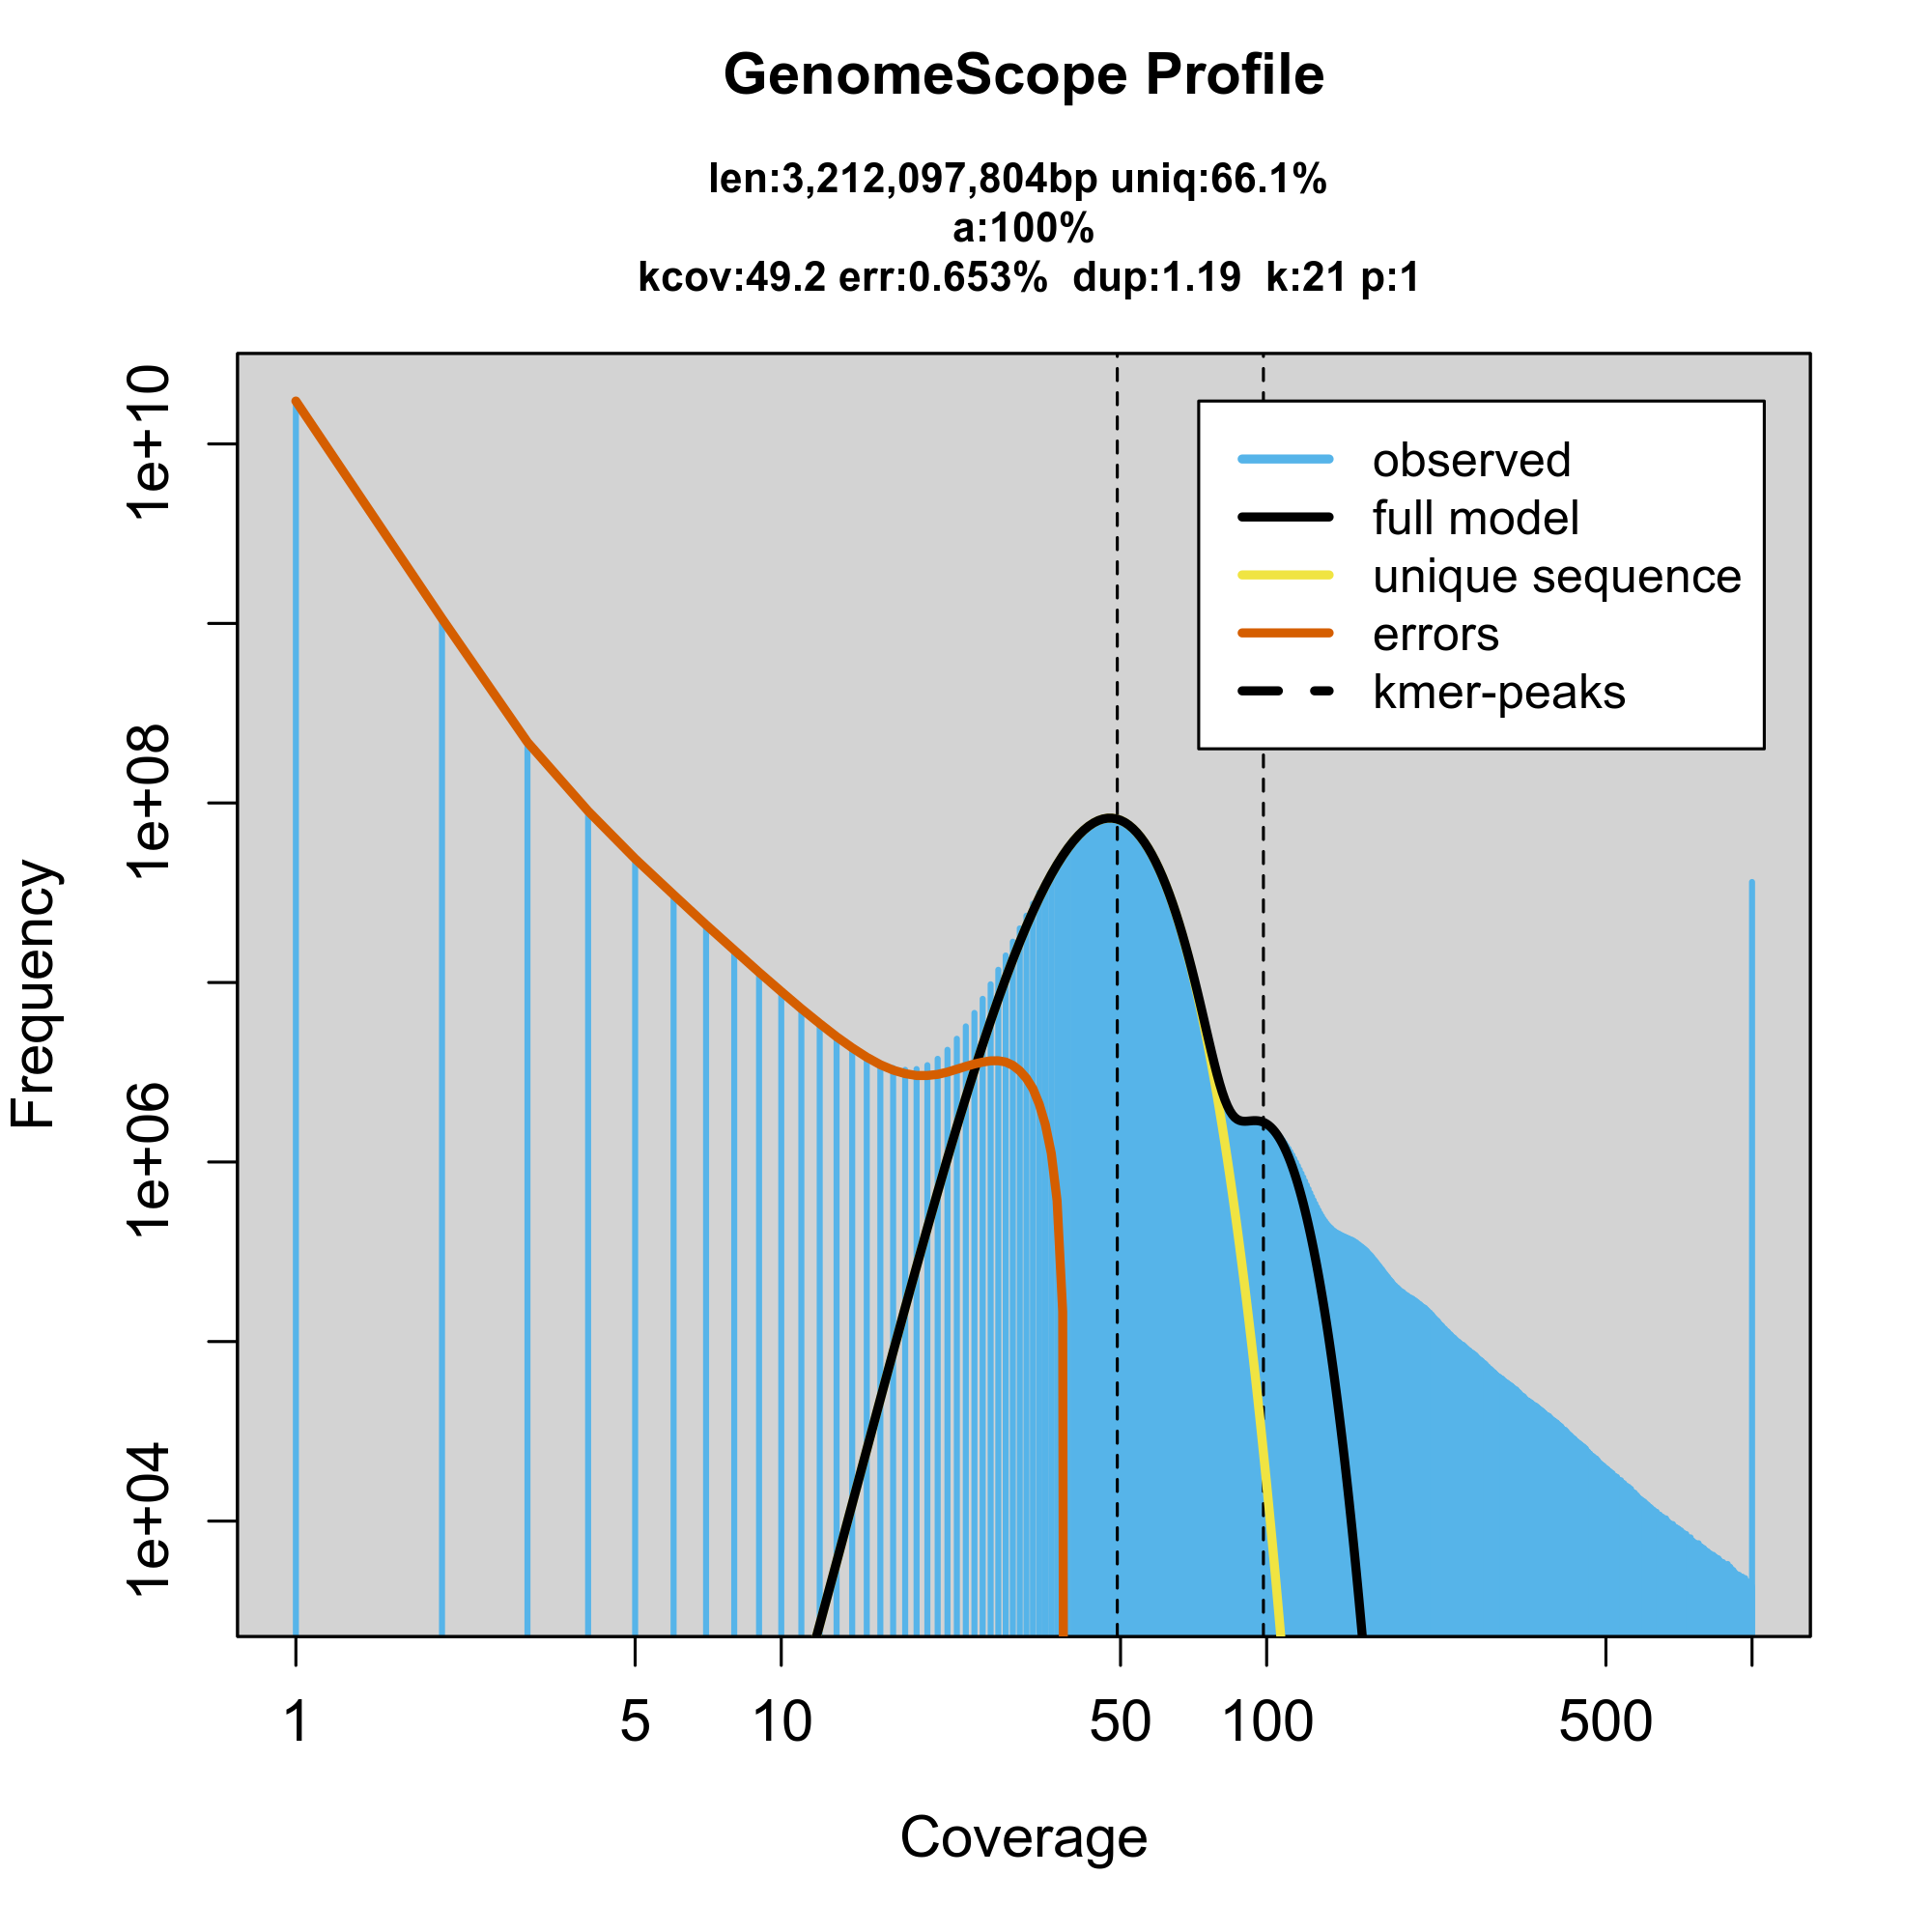 GenomeScope Profile
len:3,212,097,804bp uniq:66.1%
a:100%
kcov:49.2 err:0.653% dup:1.19 k:21 p:1
observed
full model
unique sequence
errors
kmer-peaks
Frequency
1e+10
1e+08
1e+06
1e+04
1 5 10 50 100 500
Coverage